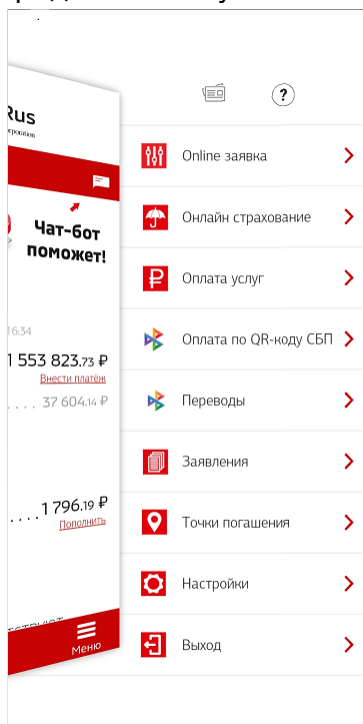 Rus
Corporation
?
Online заявка
Онлайн страхование
Чат-бот
поможет!
Оплата услуг
16:34
Оплата по QR-коду СБП
1 553 823.73 ₽
Внести платёж
37 604.14 ₽
Переводы
Заявления
1 796.19 ₽
Пополнить
Точки погашения
Настройки
Меню
Выход